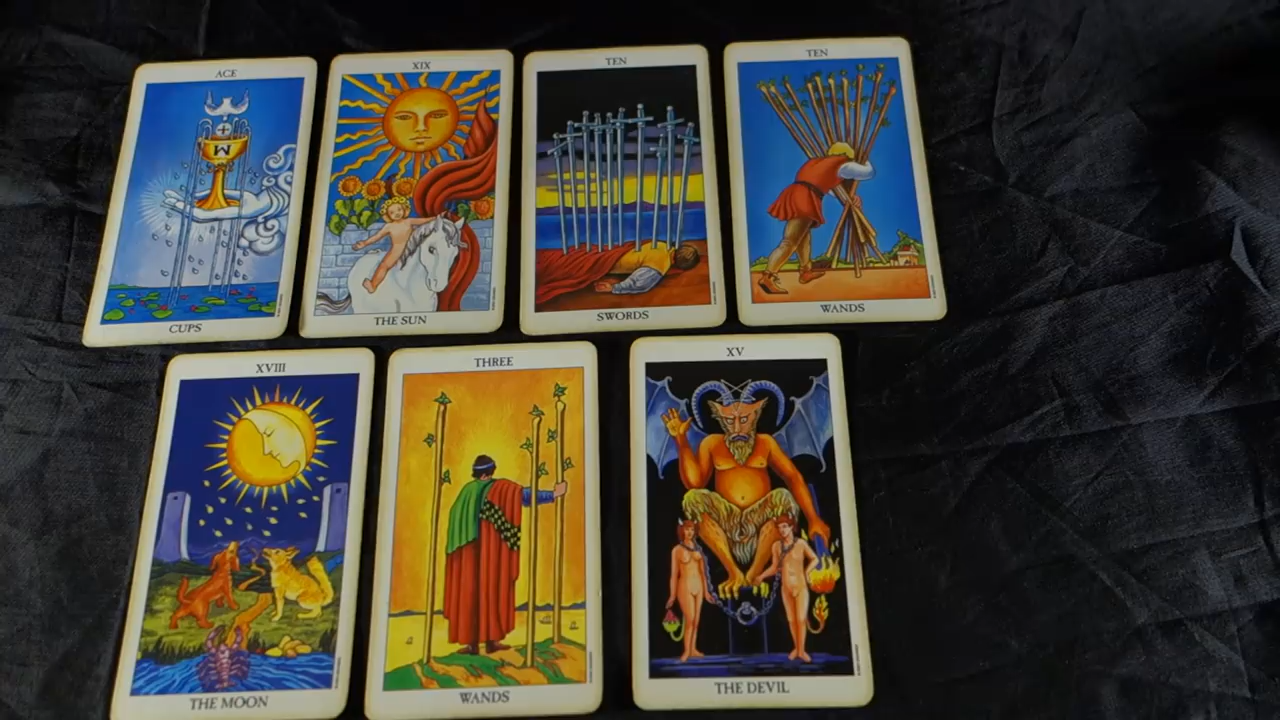 ACE
CUPS
XIX
THE SUN
TEN
SWORDS
TEN
WANDS
XVIII
THE MOON
THREE
WANDS
XV
THE DEVIL